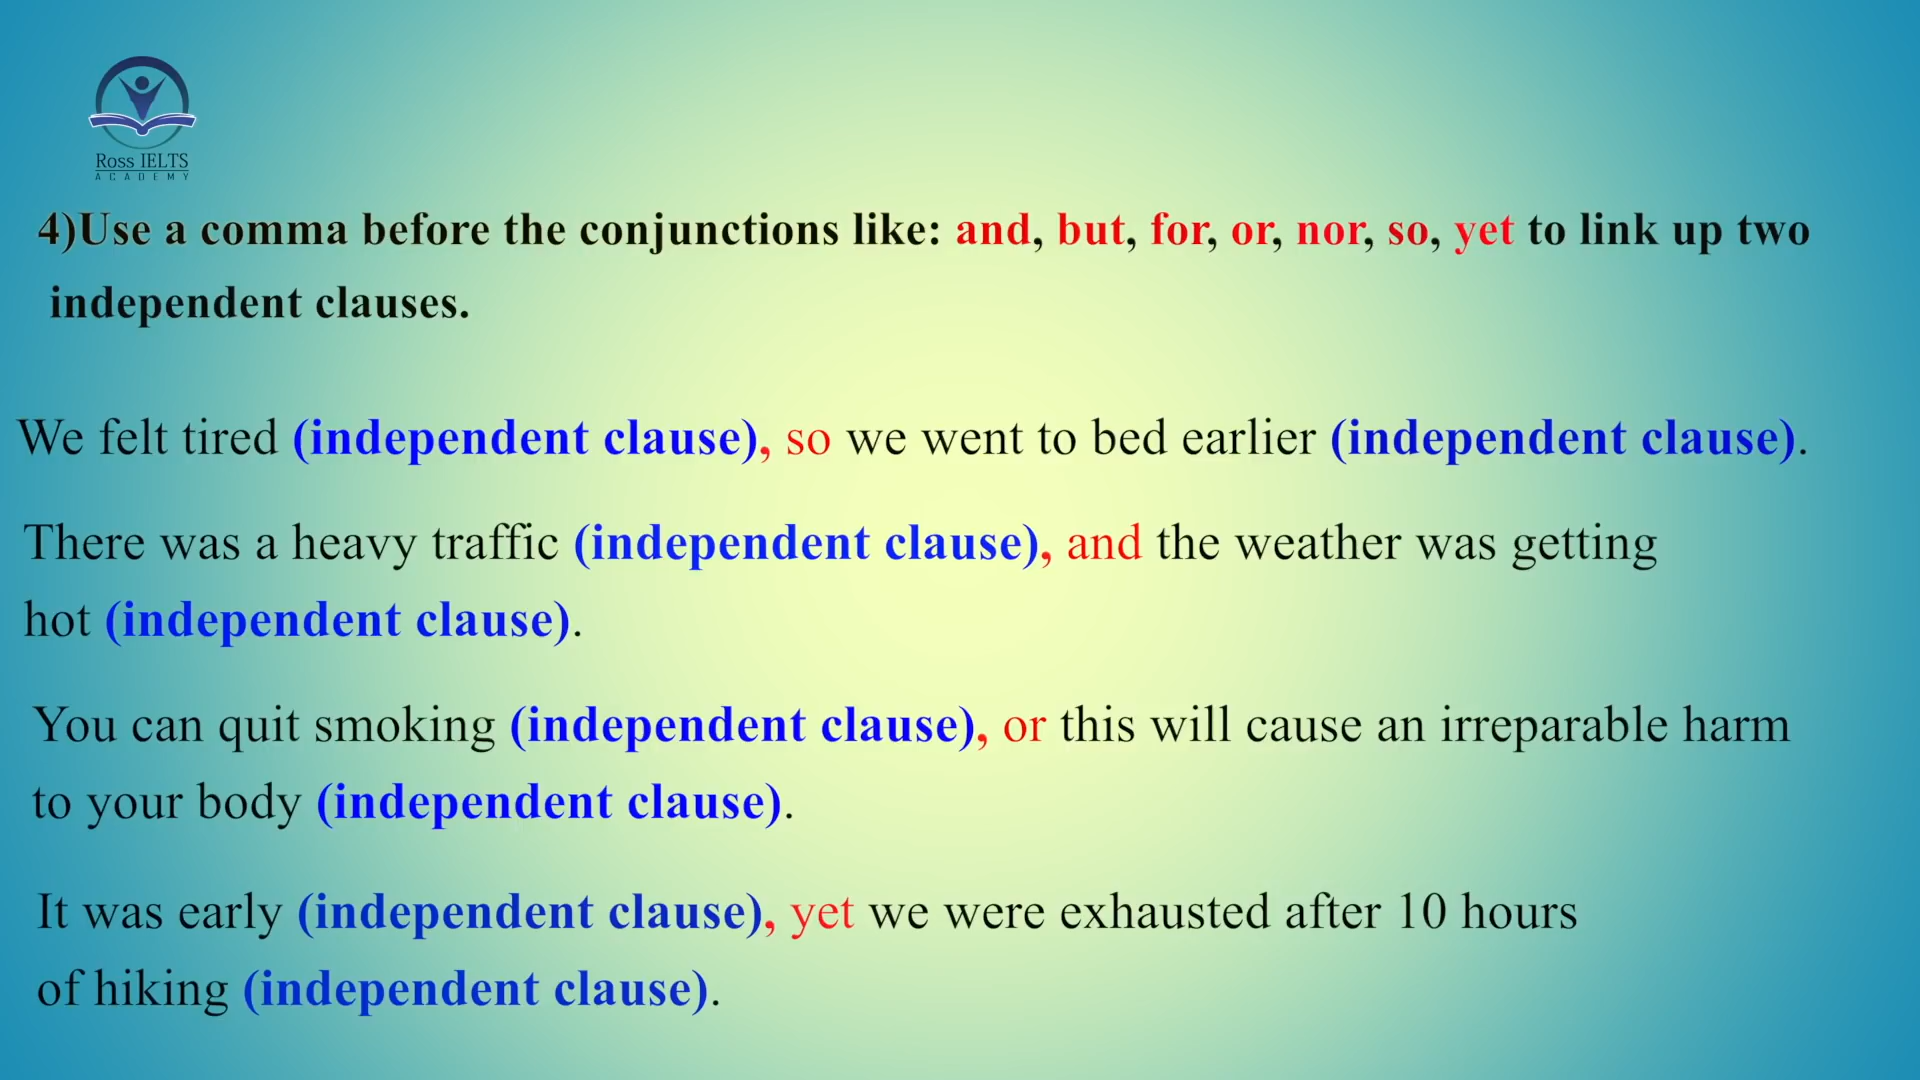 Ross IELTS
ACADEMY
4)Use a comma before the conjunctions like: and, but, for, or, nor, so, yet to link up two
independent clauses.
We felt tired (independent clause), so we went to bed earlier (independent clause).
There was a heavy traffic (independent clause), and the weather was getting
hot (independent clause).
You can quit smoking (independent clause), or this will cause an irreparable harm
to your body (independent clause).
It was early (independent clause), yet we were exhausted after 10 hours
of hiking (independent clause).